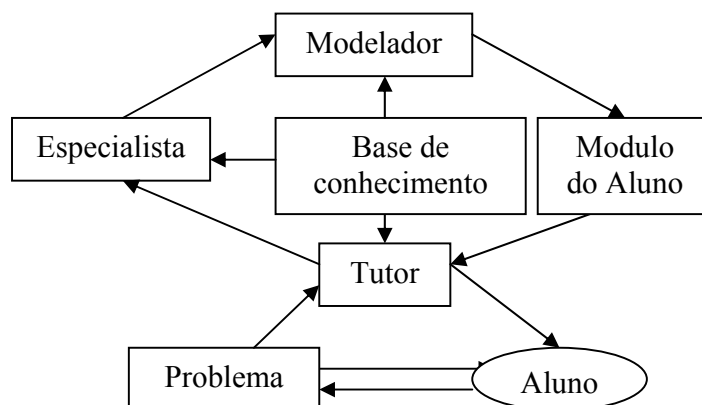 Modelador
Especialista
Base de
conhecimento
Modulo
do Aluno
Tutor
Problema
Aluno